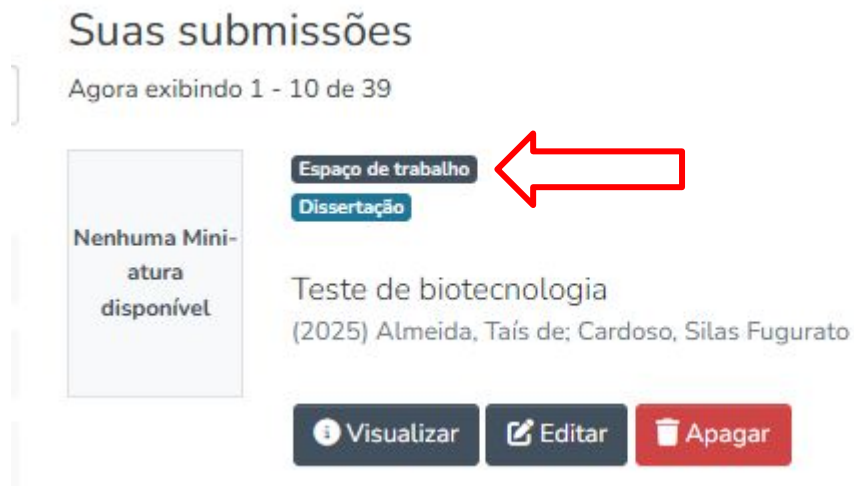 Suas submissões
Agora exibindo 1 - 10 de 39
Nenhuma Mini-
atura
disponível
Espaço de trabalho
Dissertação
Teste de biotecnologia
(2025) Almeida, Taís de; Cardoso, Silas Fugurato
Visualizar Editar Apagar